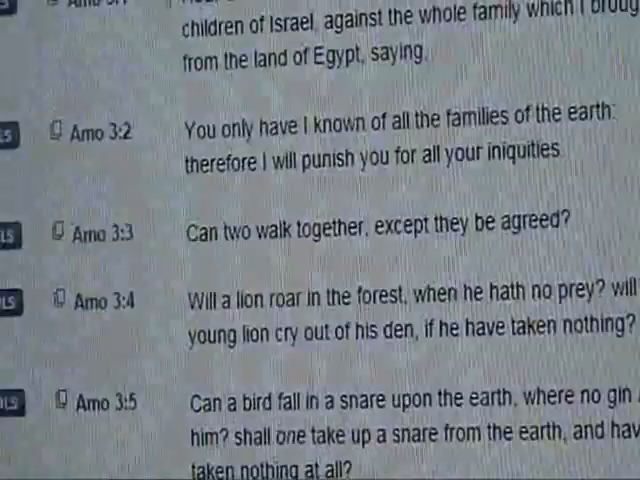 children of Israel, against the whole family which I
from the land of Egypt, saying,
LS Amo 3:2 You only have I known of all the families of the earth:
therefore I will punish you for all your iniquities.
LS Amo 3:3 Can two walk together, except they be agreed?
LS Amo 3:4 Will a lion roar in the forest, when he hath no prey? will
young lion cry out of his den, if he have taken nothing?
LS Amo 3:5 Can a bird fall in a snare upon the earth, where no gin
him? shall one take up a snare from the earth, and hav
taken nothing at all?